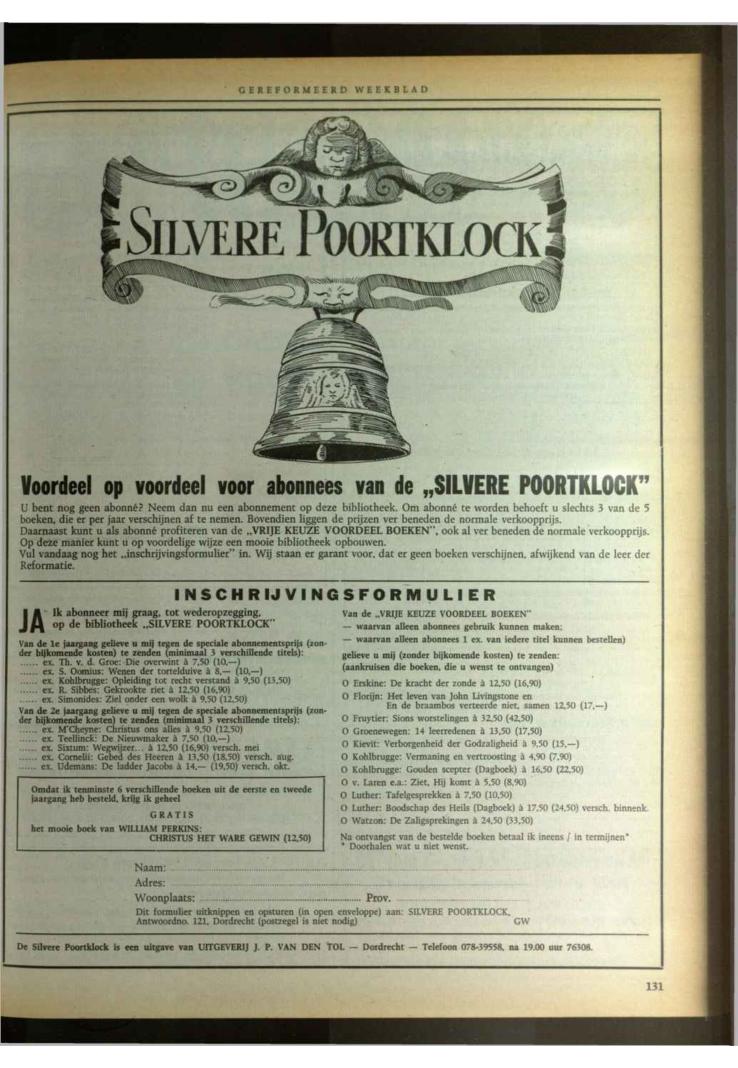 GEREFORMEERD WEEKBLAD
SILVERE POORTKLOCK
Voordeel op voordeel voor abonnees van de „SILVERE POORTKLOCK”
U bent nog geen abonné? Neem dan nu een abonnement op deze bibliotheek. Om abonné te worden behoeft u slechts 3 van de 5
boeken, die er per jaar verschijnen af te nemen. Bovendien liggen de prijzen ver beneden de normale verkoopprijs.
Daarnaast kunt u als abonné profiteren van de „VRIJE KEUZE VOORDEEL BOEKEN”, ook al ver beneden de normale verkoopprijs.
Op deze manier kunt u op voordelige wijze een mooie bibliotheek opbouwen.
Vul vandaag nog het „inschrijvingsformulier” in. Wij staan er garant voor, dat er geen boeken verschijnen, afwijkend van de leer der
Reformatie.
INSCHRIJVINGSFORMULIER
JA Ik abonneer mij graag, tot wederopzegging,
op de bibliotheek „SILVERE POORTKLOCK”
Van de 1e jaargang gelieve u mij tegen de speciale abonnementsprijs (zon-
der bijkomende kosten) te zenden (minimaal 3 verschillende titels):
...... ex. Th. v. d. Groe: Die overwint à 7,50 (10,—)
...... ex. S. Oomius: Wenen der tortelduive à 8,— (10,—)
...... ex. Kohlbrugge: Opleiding tot recht verstand à 9,50 (13,50)
...... ex. R. Sibbes: Gekrookte riet à 12,50 (16,90)
...... ex. Simonides: Ziel onder een wolk à 9,50 (12,50)
Van de 2e jaargang gelieve u mij tegen de speciale abonnementsprijs (zon-
der bijkomende kosten) te zenden (minimaal 3 verschillende titels):
...... ex. M'Cheyne: Christus ons alles à 9,50 (12,50)
...... ex. Teellinck: De Nieuwmaker à 7,50 (10,—)
...... ex. Sixtum: Wegwijzer... à 12,50 (16,90) versch. mei
...... ex. Cornelii: Gebed des Heeren à 13,50 (18,50) versch. aug.
...... ex. Udemans: De ladder Jacobs à 14,— (19,50) versch. okt.
Omdat ik tenminste 6 verschillende boeken uit de eerste en tweede
jaargang heb besteld, krijg ik geheel
GRATIS
het mooie boek van WILLIAM PERKINS:
CHRISTUS HET WARE GEWIN (12,50)
Van de „VRIJE KEUZE VOORDEEL BOEKEN”
— waarvan alleen abonnees gebruik kunnen maken;
— waarvan alleen abonnees 1 ex. van iedere titel kunnen bestellen)
gelieve u mij (zonder bijkomende kosten) te zenden:
(aankruisen die boeken, die u wenst te ontvangen)
O Erskine: De kracht der zonde à 12,50 (16,90)
O Florijn: Het leven van John Livingstone en
En de braambos verteerde niet, samen 12,50 (17,—)
O Fruytier: Sions worstelingen à 32,50 (42,50)
O Groenewegen: 14 leerredenen à 13,50 (17,50)
O Kievit: Verborgenheid der Godzaligheid à 9,50 (15,—)
O Kohlbrugge: Vermaning en vertroosting à 4,90 (7,90)
O Kohlbrugge: Gouden scepter (Dagboek) à 16,50 (22,50)
O v. Laren e.a.: Ziet, Hij komt à 5,50 (8,90)
O Luther: Tafelgesprekken à 7,50 (10,50)
O Luther: Boodschap des Heils (Dagboek) à 17,50 (24,50) versch. binnenk.
O Watzon: De Zaligsprekingen à 24,50 (33,50)
Na ontvangst van de bestelde boeken betaal ik ineens / in termijnen*
* Doorhalen wat u niet wenst.
Naam:
Adres:
Woonplaats: Prov.
Dit formulier uitknippen en opsturen (in open enveloppe) aan: SILVERE POORTKLOCK,
Antwoordno. 121, Dordrecht (postzegel is niet nodig) GW
De Silvere Poortklock is een uitgave van UITGEVERIJ J. P. VAN DEN TOL — Dordrecht — Telefoon 078-39558, na 19.00 uur 76308.
131